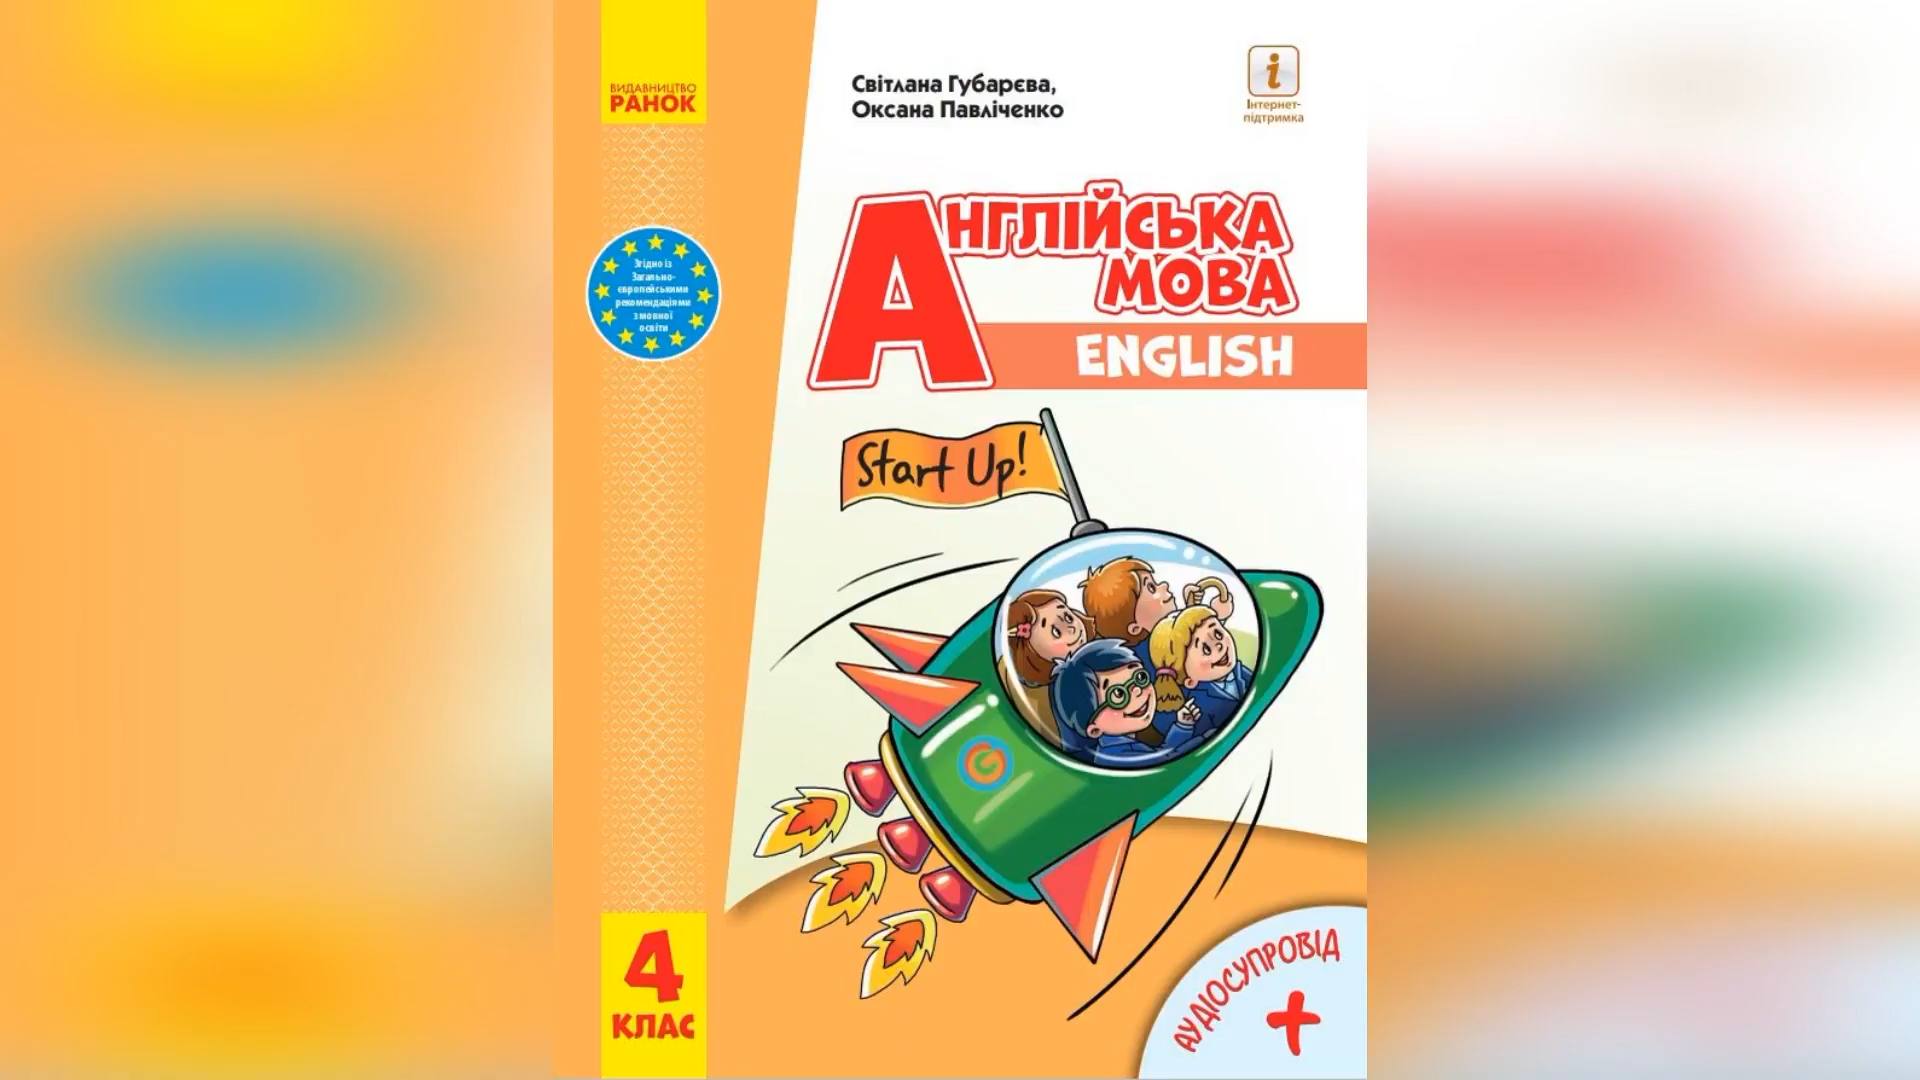 ВИДАВНИЦТВО
РАНОК
Світлана Губарєва,
Оксана Павліченко
i
Інтернет-
підтримка
АНГЛІЙСЬКА
МОВА
ENGLISH
Згідно із
Загально-
європейськими
рекомендаціями
з мовної
освіти
Start Up!
G
4
КЛАС
АУДІОСУПРОВІД
+